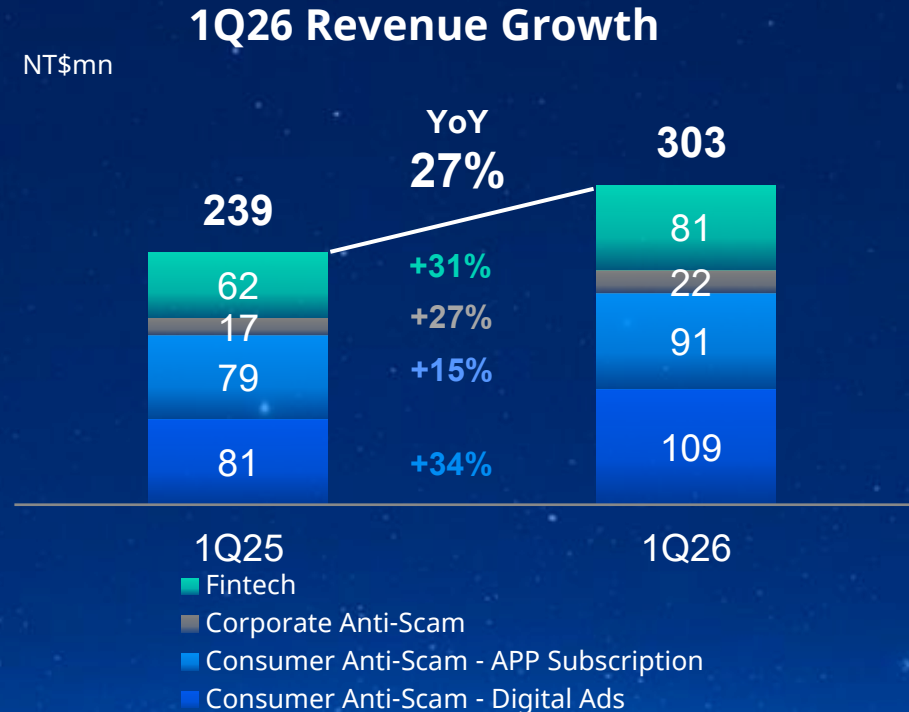 1Q26 Revenue Growth
NT$mn
YoY
27%
239
303
62
17
79
81
+31%
+27%
+15%
+34%
81
22
91
109
1Q25
1Q26
Fintech
Corporate Anti-Scam
Consumer Anti-Scam - APP Subscription
Consumer Anti-Scam - Digital Ads